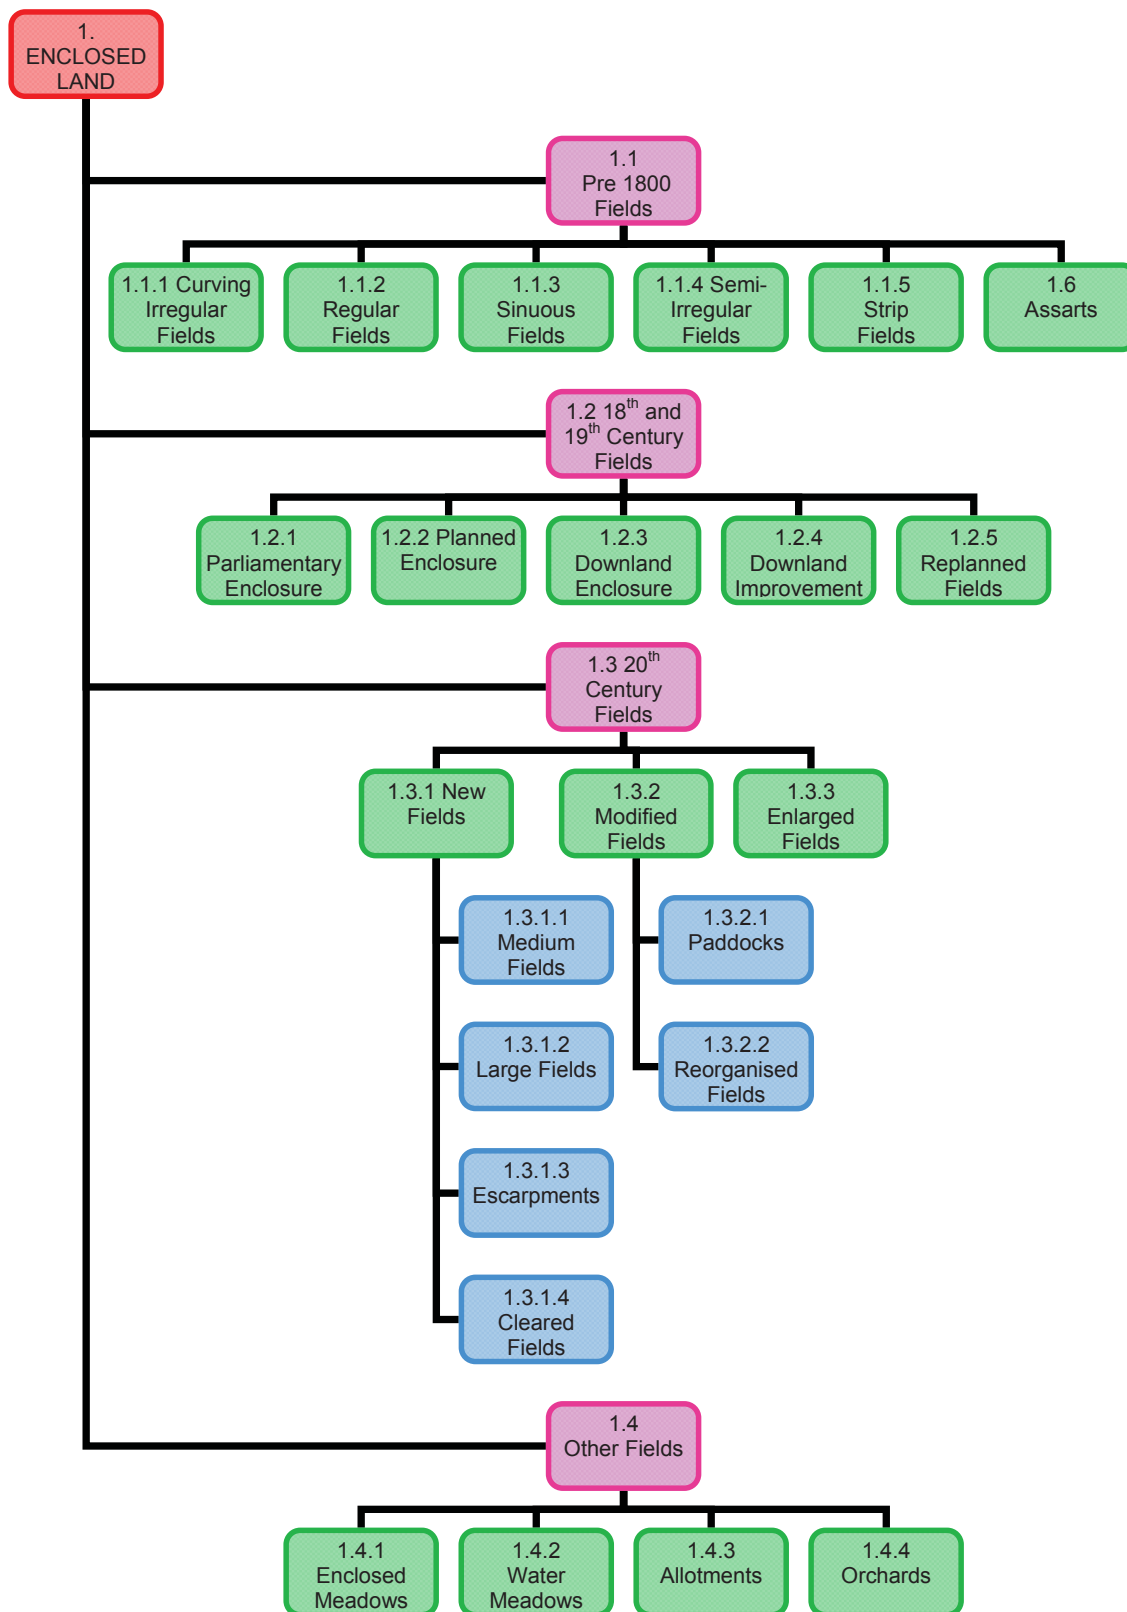 1.
ENCLOSED
LAND
1.1
Pre 1800
Fields
1.1.1 Curving
Irregular
Fields
1.1.2
Regular
Fields
1.1.3
Sinuous
Fields
1.1.4 Semi-
Irregular
Fields
1.1.5
Strip
Fields
1.6
Assarts
1.2 18th and
19th Century
Fields
1.2.1
Parliamentary
Enclosure
1.2.2 Planned
Enclosure
1.2.3
Downland
Enclosure
1.2.4
Downland
Improvement
1.2.5
Replanned
Fields
1.3 20th
Century
Fields
1.3.1 New
Fields
1.3.2
Modified
Fields
1.3.3
Enlarged
Fields
1.3.1.1
Medium
Fields
1.3.2.1
Paddocks
1.3.1.2
Large Fields
1.3.2.2
Reorganised
Fields
1.3.1.3
Escarpments
1.3.1.4
Cleared
Fields
1.4
Other Fields
1.4.1
Enclosed
Meadows
1.4.2
Water
Meadows
1.4.3
Allotments
1.4.4
Orchards